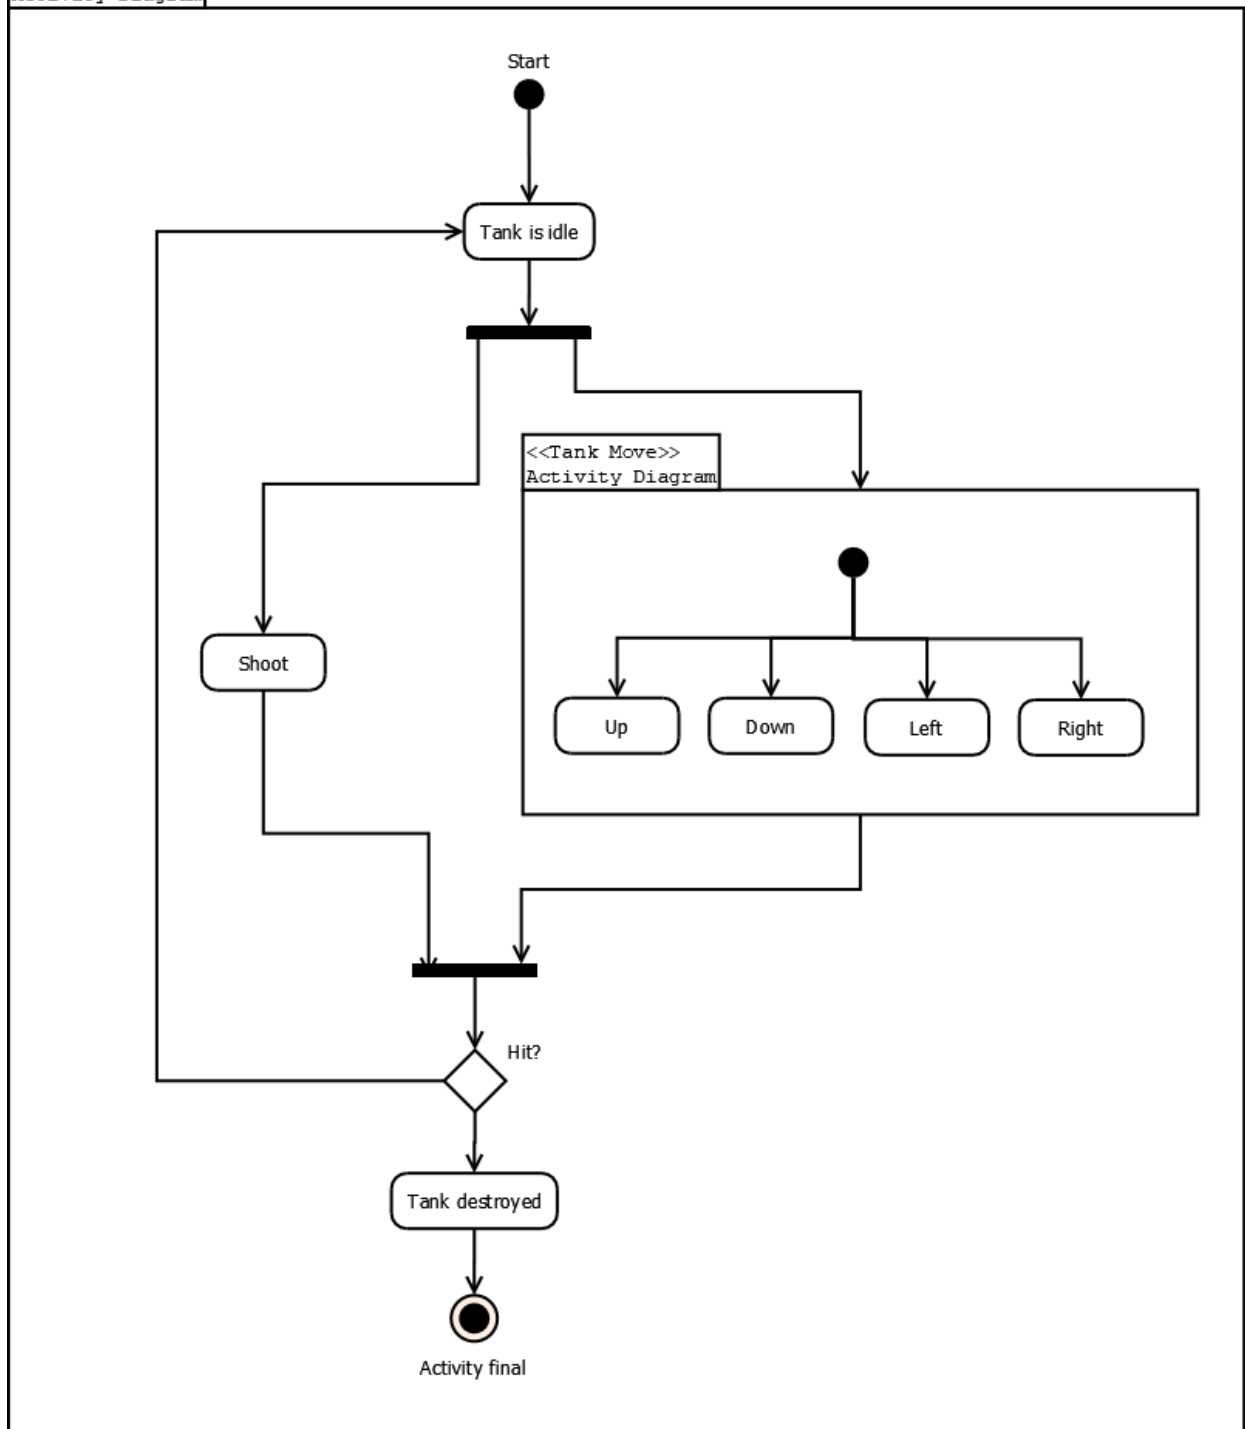 Start
Tank is idle
<<Tank Move>>
Activity Diagram
Shoot
Up
Down
Left
Right
Hit?
Tank destroyed
Activity final